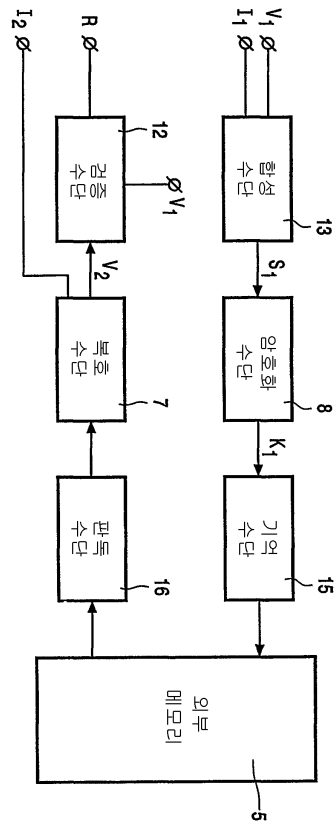 V₁
I₁
합성
수단
13
S₁
암호화
수단
8
K₁
기억
수단
15
외부
메모리
5
판독
수단
16
복호
수단
7
V₂
검증
수단
12
V₁
R
I₂